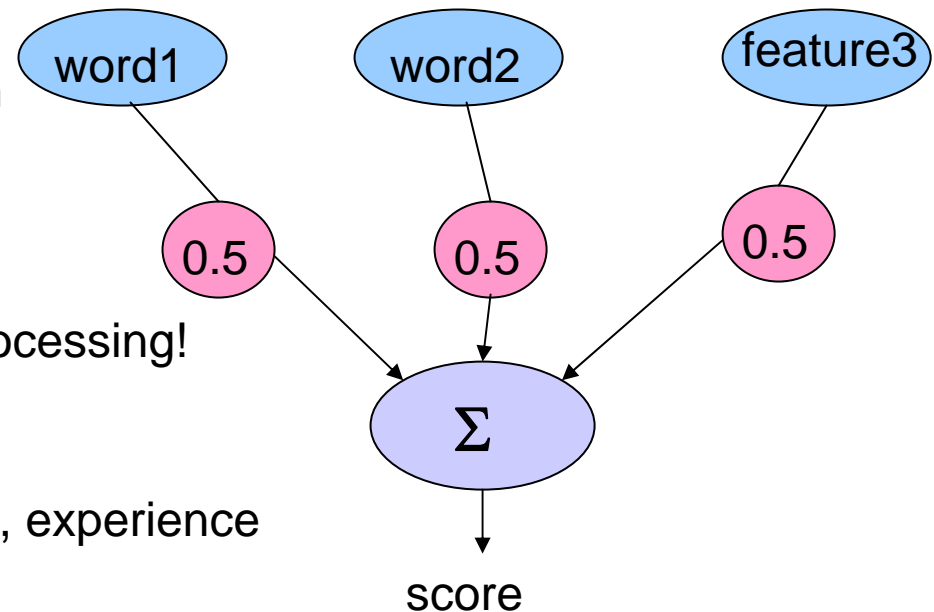 word1 word2 feature3
0.5 0.5 0.5
ocessing!
Σ
, experience
score